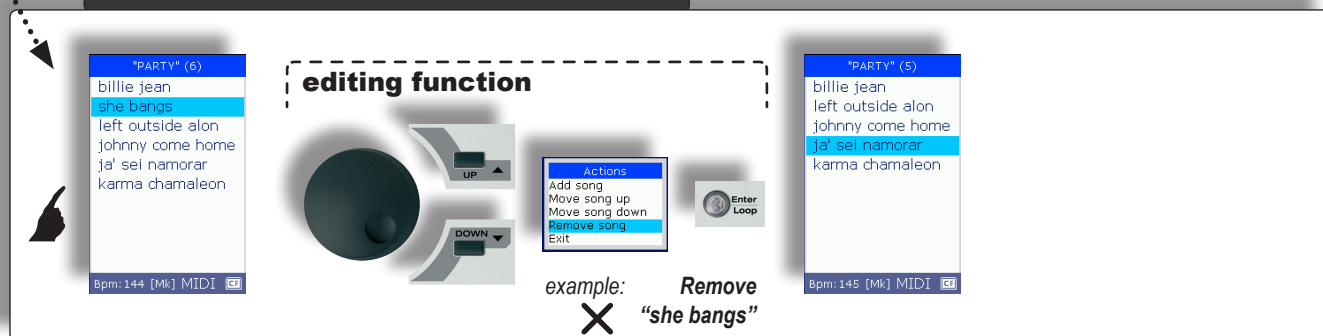 "PARTY" (6)
billie jean
she bangs
left outside alon
johnny come home
ja' sei namorar
karma chamaleon
Bpm:144 [Mk] MIDI CF
editing function
UP
DOWN
Actions
Add song
Move song up
Move song down
Remove song
Exit
Enter
Loop
example: Remove
"she bangs"
"PARTY" (5)
billie jean
left outside alon
johnny come home
ja' sei namorar
karma chamaleon
Bpm:145 [Mk] MIDI CF